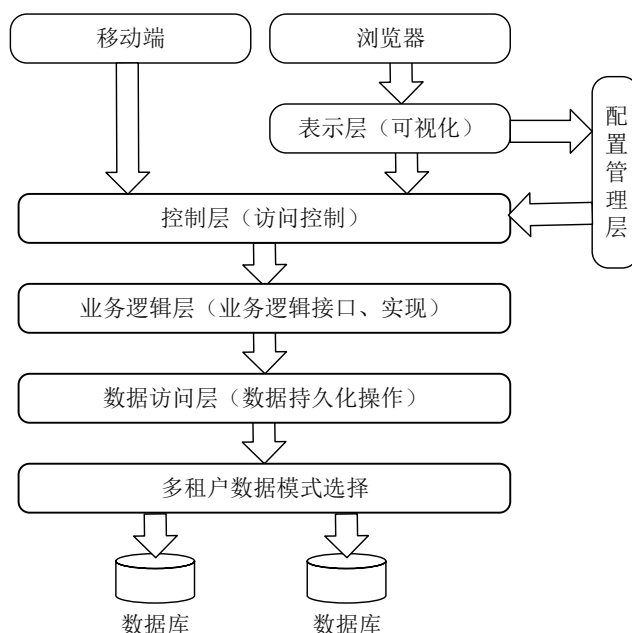 移动端
浏览器
表示层（可视化）
配置管理层
控制层（访问控制）
业务逻辑层（业务逻辑接口、实现）
数据访问层（数据持久化操作）
多租户数据模式选择
数据库
数据库